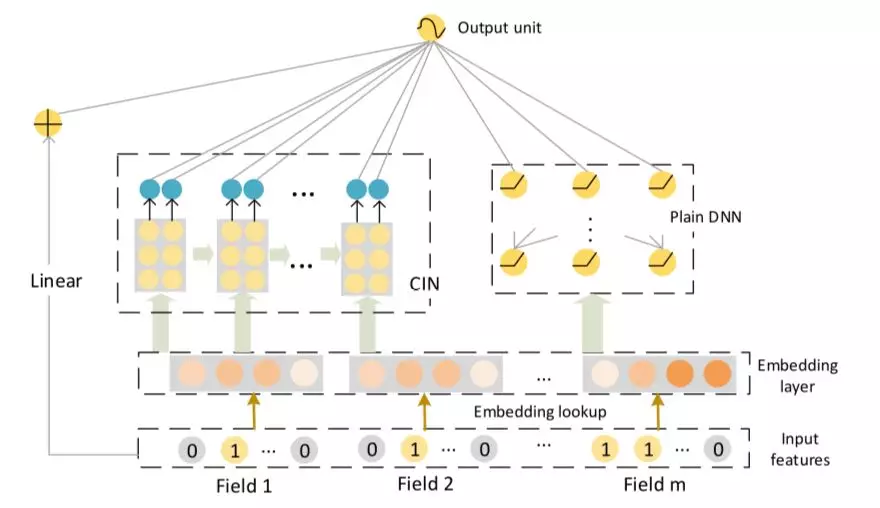 Output unit
Plain DNN
...
Linear
...
CIN
...
Embedding
layer
Embedding lookup
0 1 ... 0 0 1 ... 0 ... 1 1 ... 0
Input
features
Field 1 Field 2 Field m